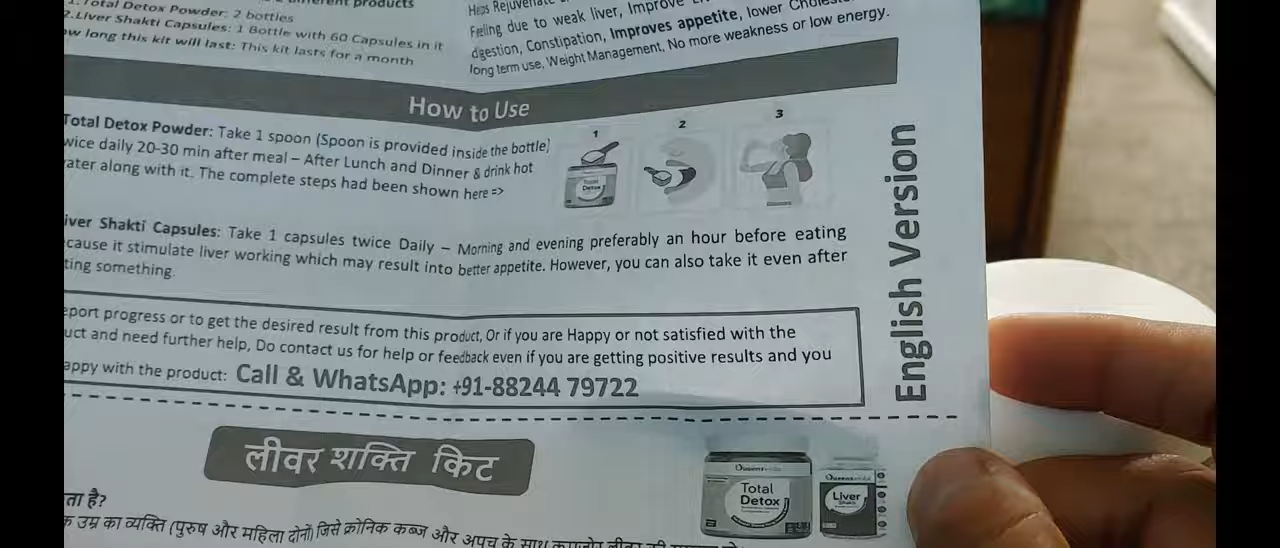 products
1.Total Detox Powder: 2 bottles
2.Liver Shakti Capsules: 1 Bottle with 60 Capsules in it
long this kit will last: This kit lasts for a month
Feeling due to weak liver, Improve
Constipation, Improves appetite, lower
long term use, Weight Management, No more weakness or low energy.
How to Use
Total Detox Powder: Take 1 spoon (Spoon is provided inside the bottle)
daily 20-30 min after meal – After Lunch and Dinner & drink hot
along with it. The complete steps had been shown here =>
1
2
3
Total
Detox
Shakti Capsules: Take 1 capsules twice Daily – Morning and evening preferably an hour before eating
it stimulate liver working which may result into better appetite. However, you can also take it even after
something.
progress or to get the desired result from this product, Or if you are Happy or not satisfied with the
and need further help, Do contact us for help or feedback even if you are getting positive results and you
with the product: Call & WhatsApp: +91-88244 79722
English Version
लीवर शक्ति किट
है?
उम्र का व्यक्ति (पुरुष और महिला दोनों) जिसे क्रोनिक कब्ज और अपच के साथ
Total
Detox
Liver